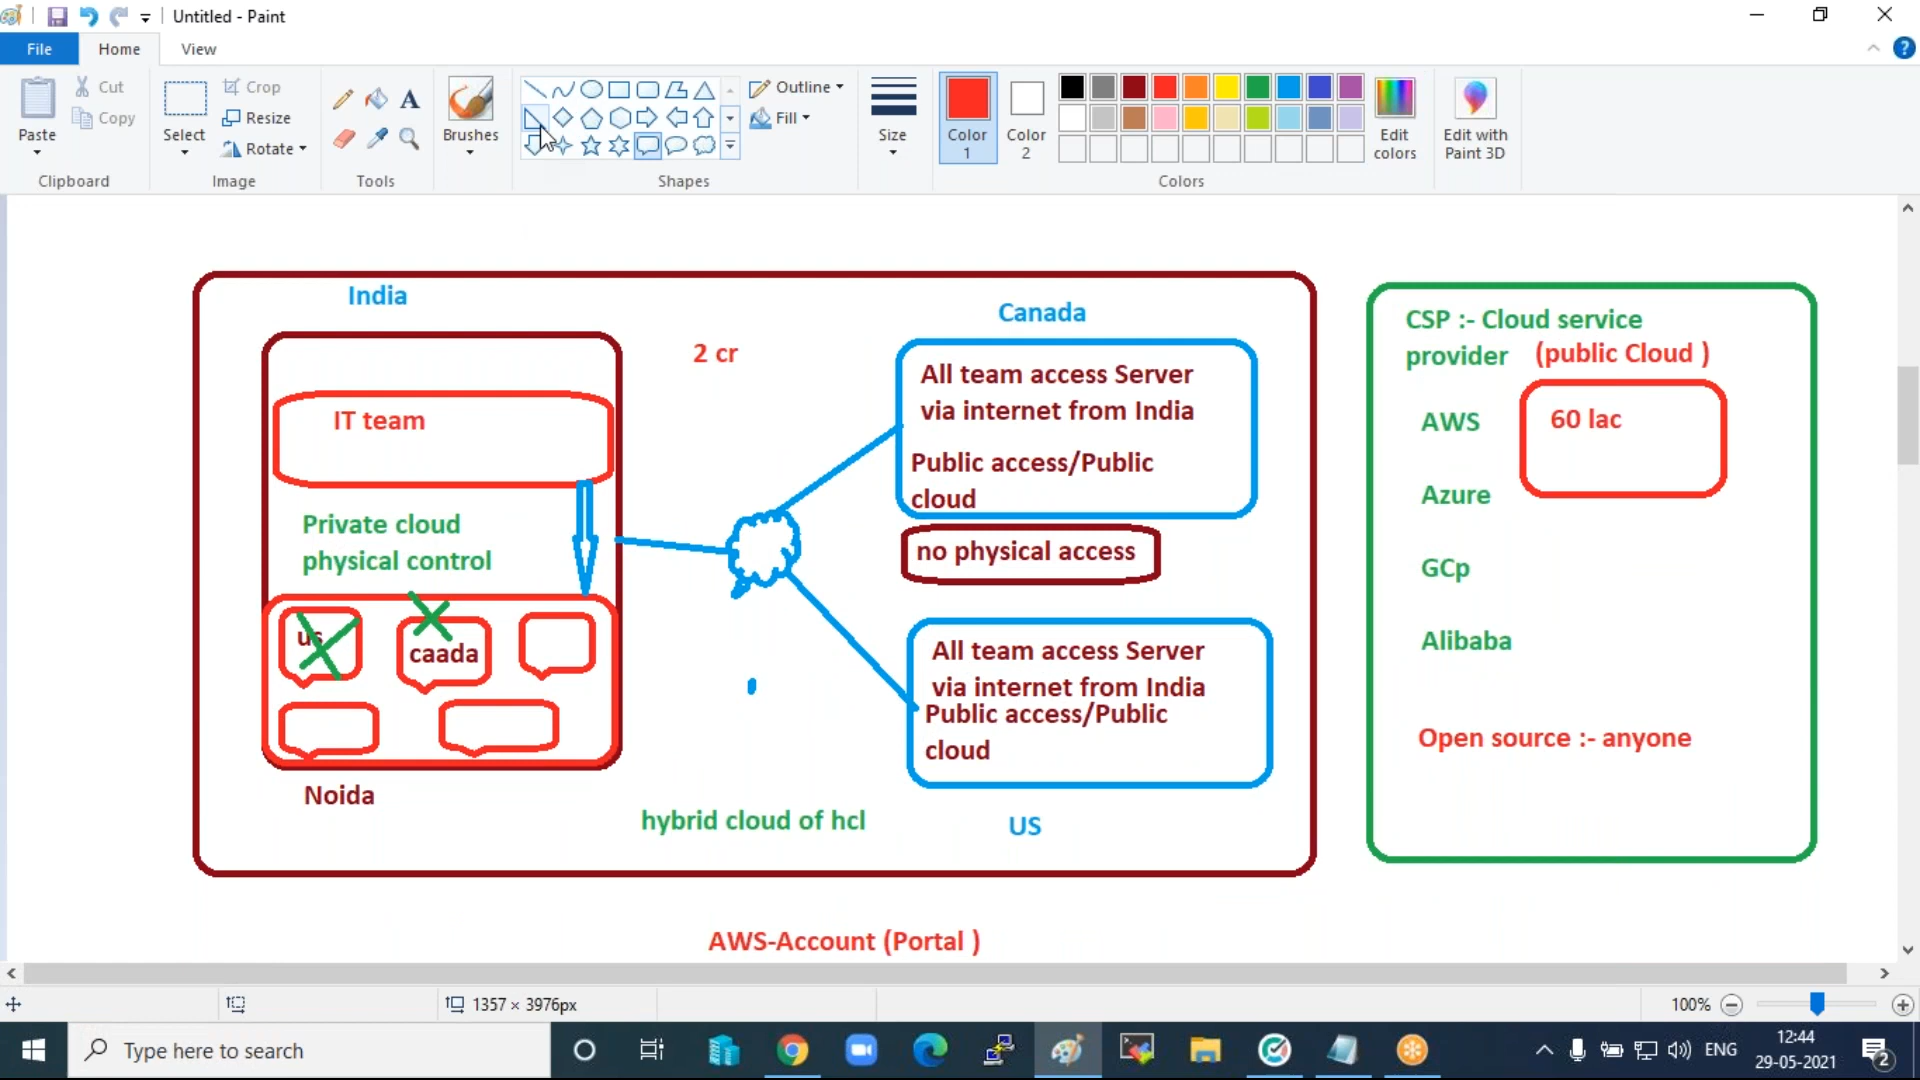 Untitled - Paint
File
Home
View
Paste
Cut
Copy
Clipboard
Select
Crop
Resize
Rotate
Image
A
Tools
Brushes
Shapes
Outline
Fill
Size
Color
1
Color
2
Colors
Edit
colors
Edit with
Paint 3D
India
IT team
Private cloud
physical control
us
caada
Noida
2 cr
hybrid cloud of hcl
Canada
All team access Server
via internet from India
Public access/Public
cloud
no physical access
All team access Server
via internet from India
Public access/Public
cloud
US
CSP :- Cloud service
provider (public Cloud )
AWS
60 lac
Azure
GCp
Alibaba
Open source :- anyone
AWS-Account (Portal )
1357 × 3976px
100%
Type here to search
ENG
12:44
29-05-2021
2